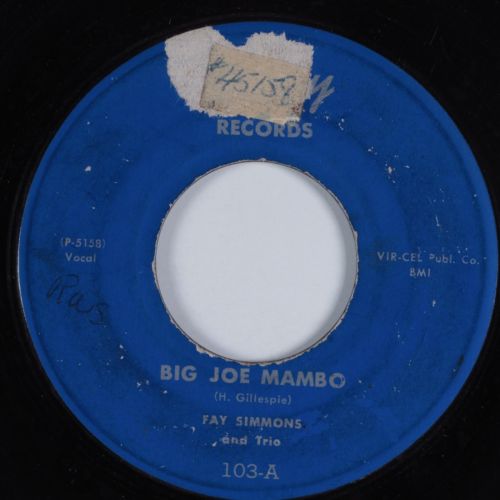 #45158
RECORDS
(P-5158)
Vocal
VIR-CEL Publ. Co.
BMI
BIG JOE MAMBO
(H. Gillespie)
FAY SIMMONS
and Trio
103-A